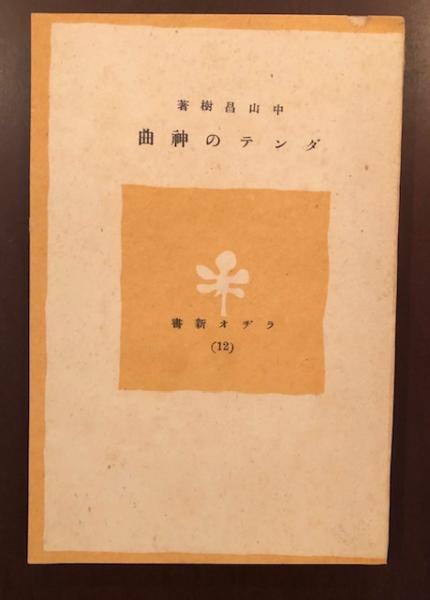 中山昌樹著
ダンテの神曲
ラヂオ新書
(12)